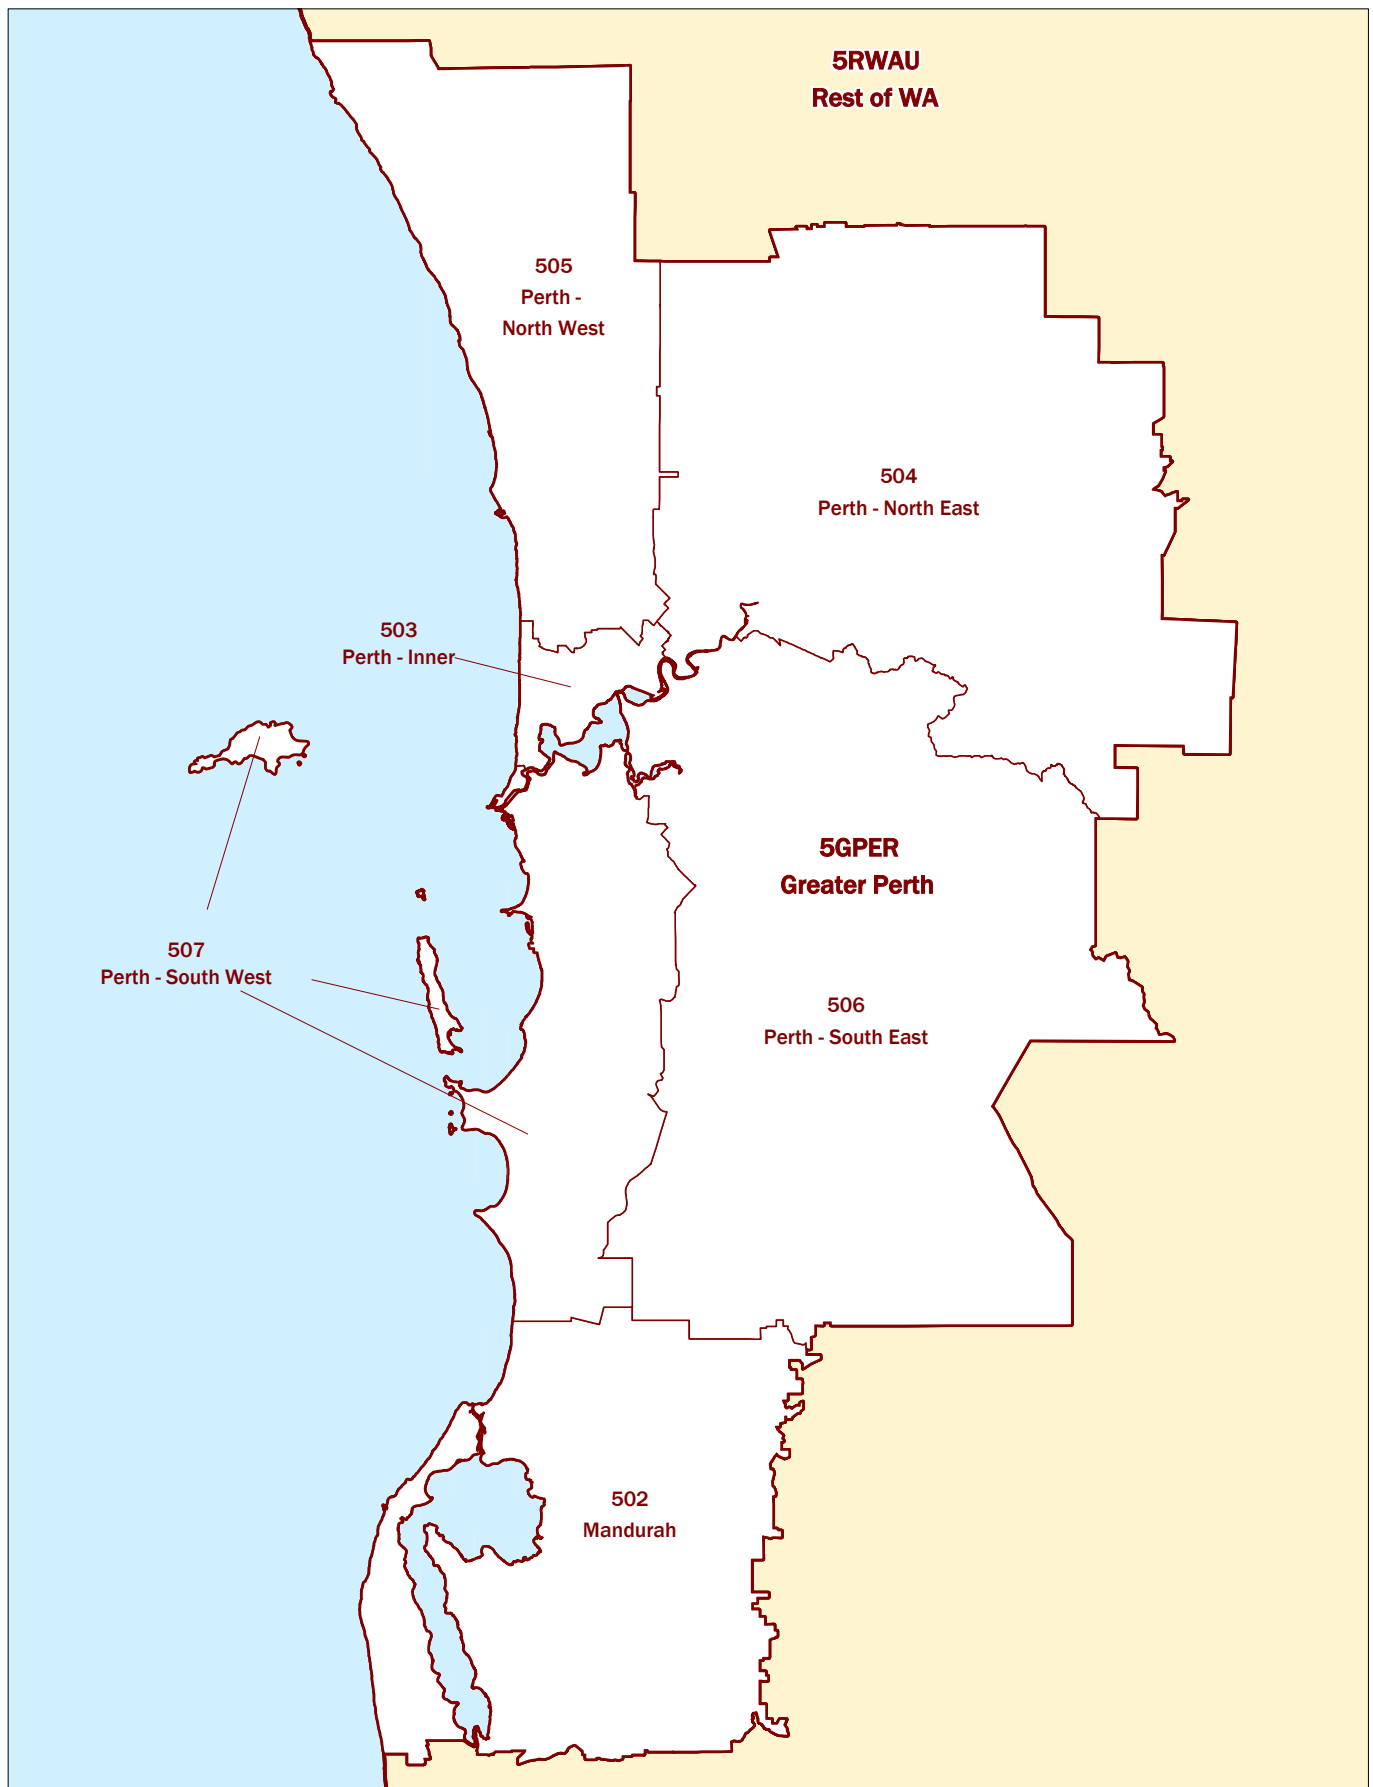 5RWAU
Rest of WA
505
Perth -
North West
504
Perth - North East
503
Perth - Inner
5GPER
Greater Perth
507
Perth - South West
506
Perth - South East
502
Mandurah